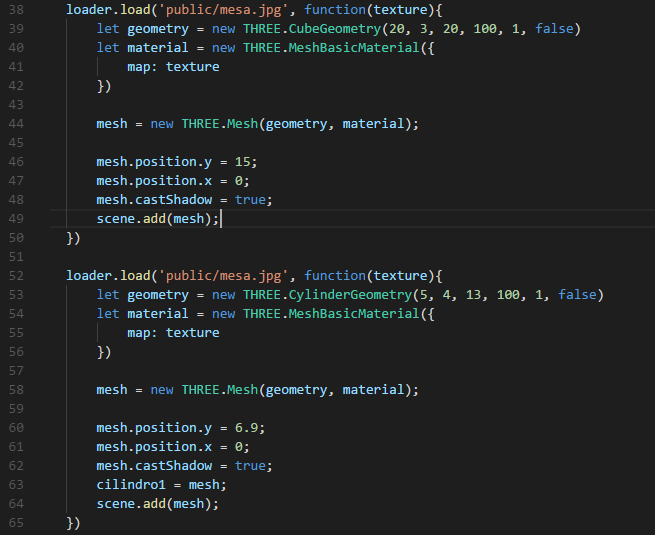 38 loader.load('public/mesa.jpg', function(texture){
39 let geometry = new THREE.CubeGeometry(20, 3, 20, 100, 1, false)
40 let material = new THREE.MeshBasicMaterial({
41 map: texture
42 })
43
44 mesh = new THREE.Mesh(geometry, material);
45
46 mesh.position.y = 15;
47 mesh.position.x = 0;
48 mesh.castShadow = true;
49 scene.add(mesh);
50 })
51
52 loader.load('public/mesa.jpg', function(texture){
53 let geometry = new THREE.CylinderGeometry(5, 4, 13, 100, 1, false)
54 let material = new THREE.MeshBasicMaterial({
55 map: texture
56 })
57
58 mesh = new THREE.Mesh(geometry, material);
59
60 mesh.position.y = 6.9;
61 mesh.position.x = 0;
62 mesh.castShadow = true;
63 cilindro1 = mesh;
64 scene.add(mesh);
65 })